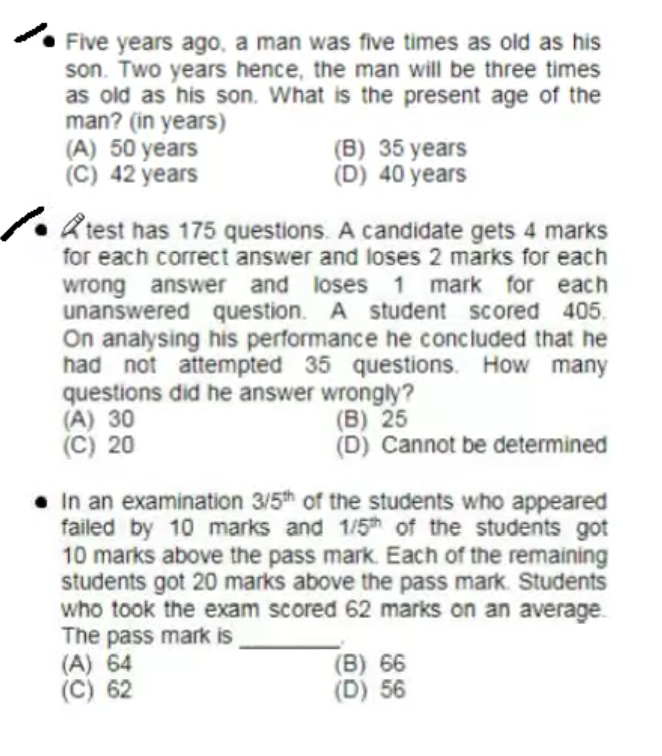 • Five years ago, a man was five times as old as his
son. Two years hence, the man will be three times
as old as his son. What is the present age of the
man? (in years)
(A) 50 years (B) 35 years
(C) 42 years (D) 40 years
• A test has 175 questions. A candidate gets 4 marks
for each correct answer and loses 2 marks for each
wrong answer and loses 1 mark for each
unanswered question. A student scored 405.
On analysing his performance he concluded that he
had not attempted 35 questions. How many
questions did he answer wrongly?
(A) 30 (B) 25
(C) 20 (D) Cannot be determined
• In an examination 3/5th of the students who appeared
failed by 10 marks and 1/5th of the students got
10 marks above the pass mark. Each of the remaining
students got 20 marks above the pass mark. Students
who took the exam scored 62 marks on an average.
The pass mark is ________.
(A) 64 (B) 66
(C) 62 (D) 56